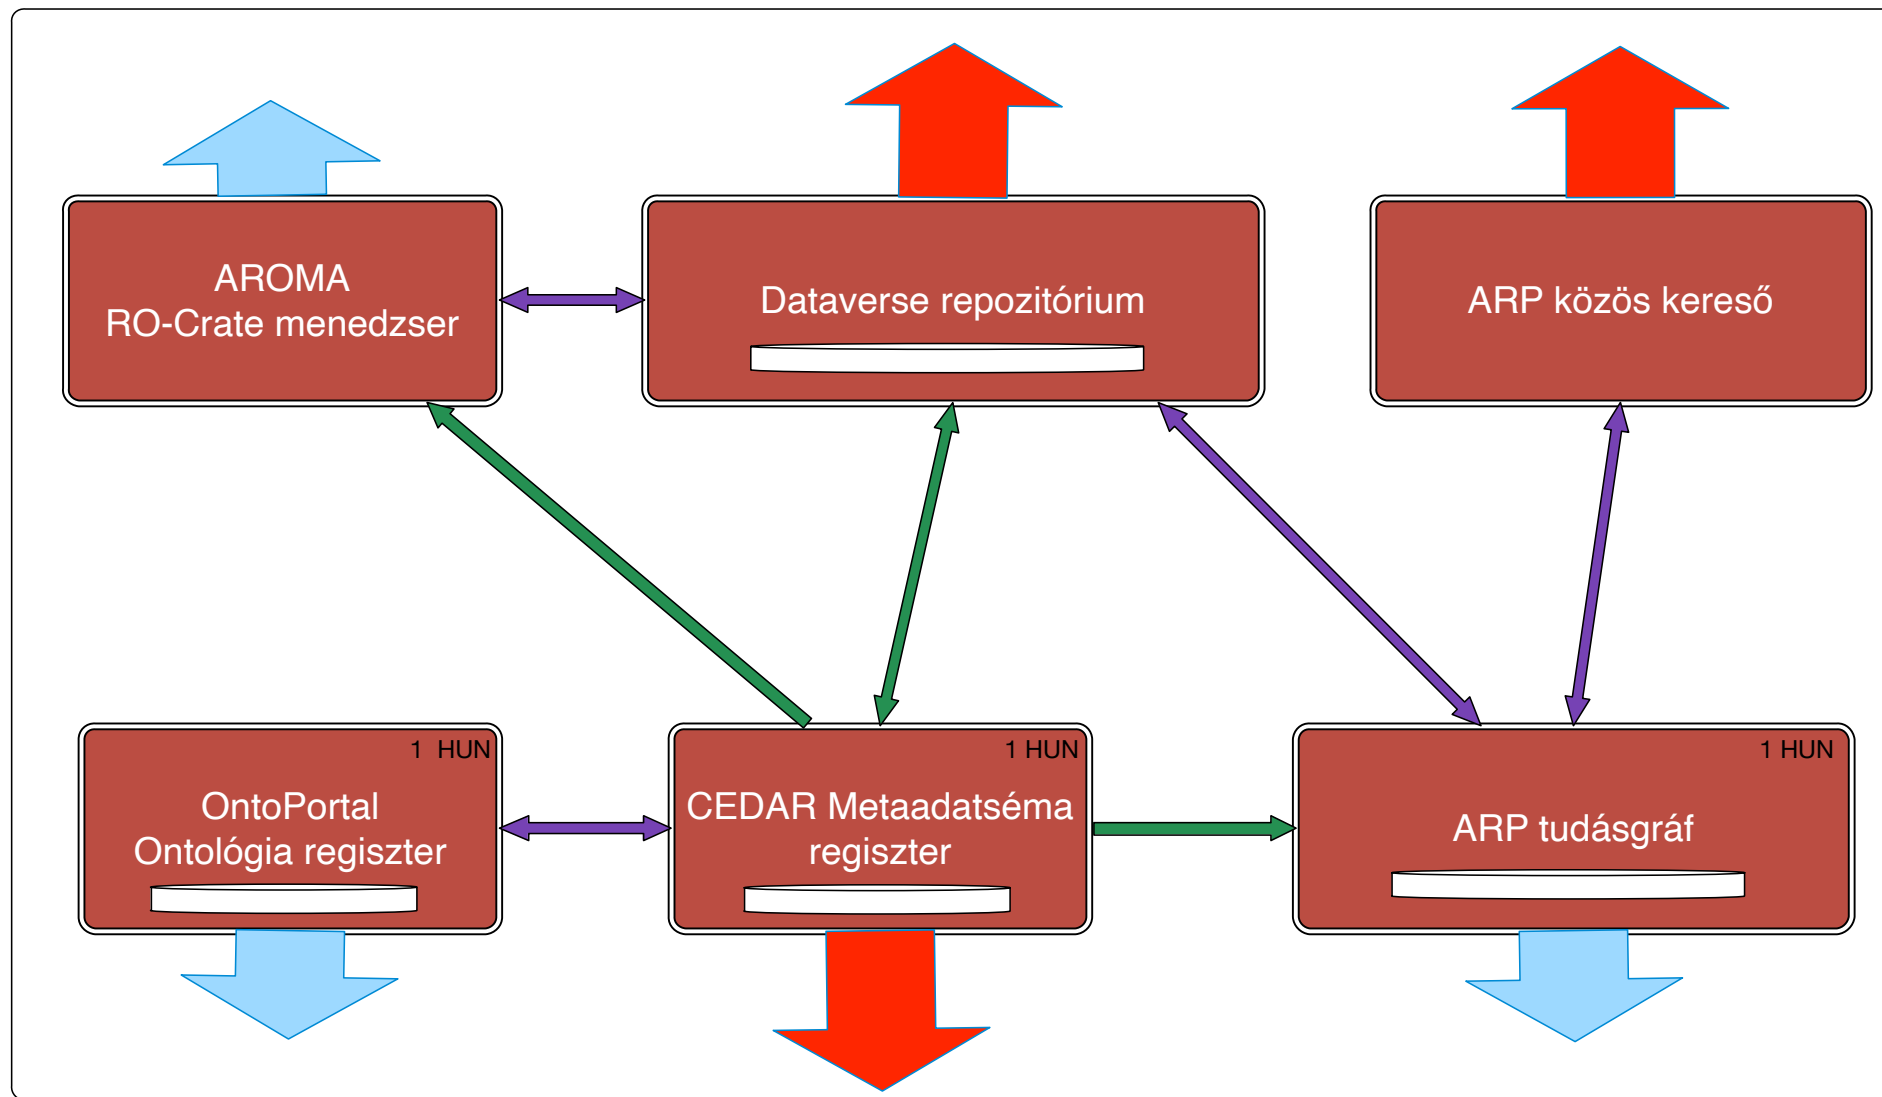 AROMA
RO-Crate menedzser
Dataverse repozitórium
ARP közös kereső
1  HUN
OntoPortal
Ontológia regiszter
1 HUN
CEDAR Metaadatséma
regiszter
1 HUN
ARP tudásgráf